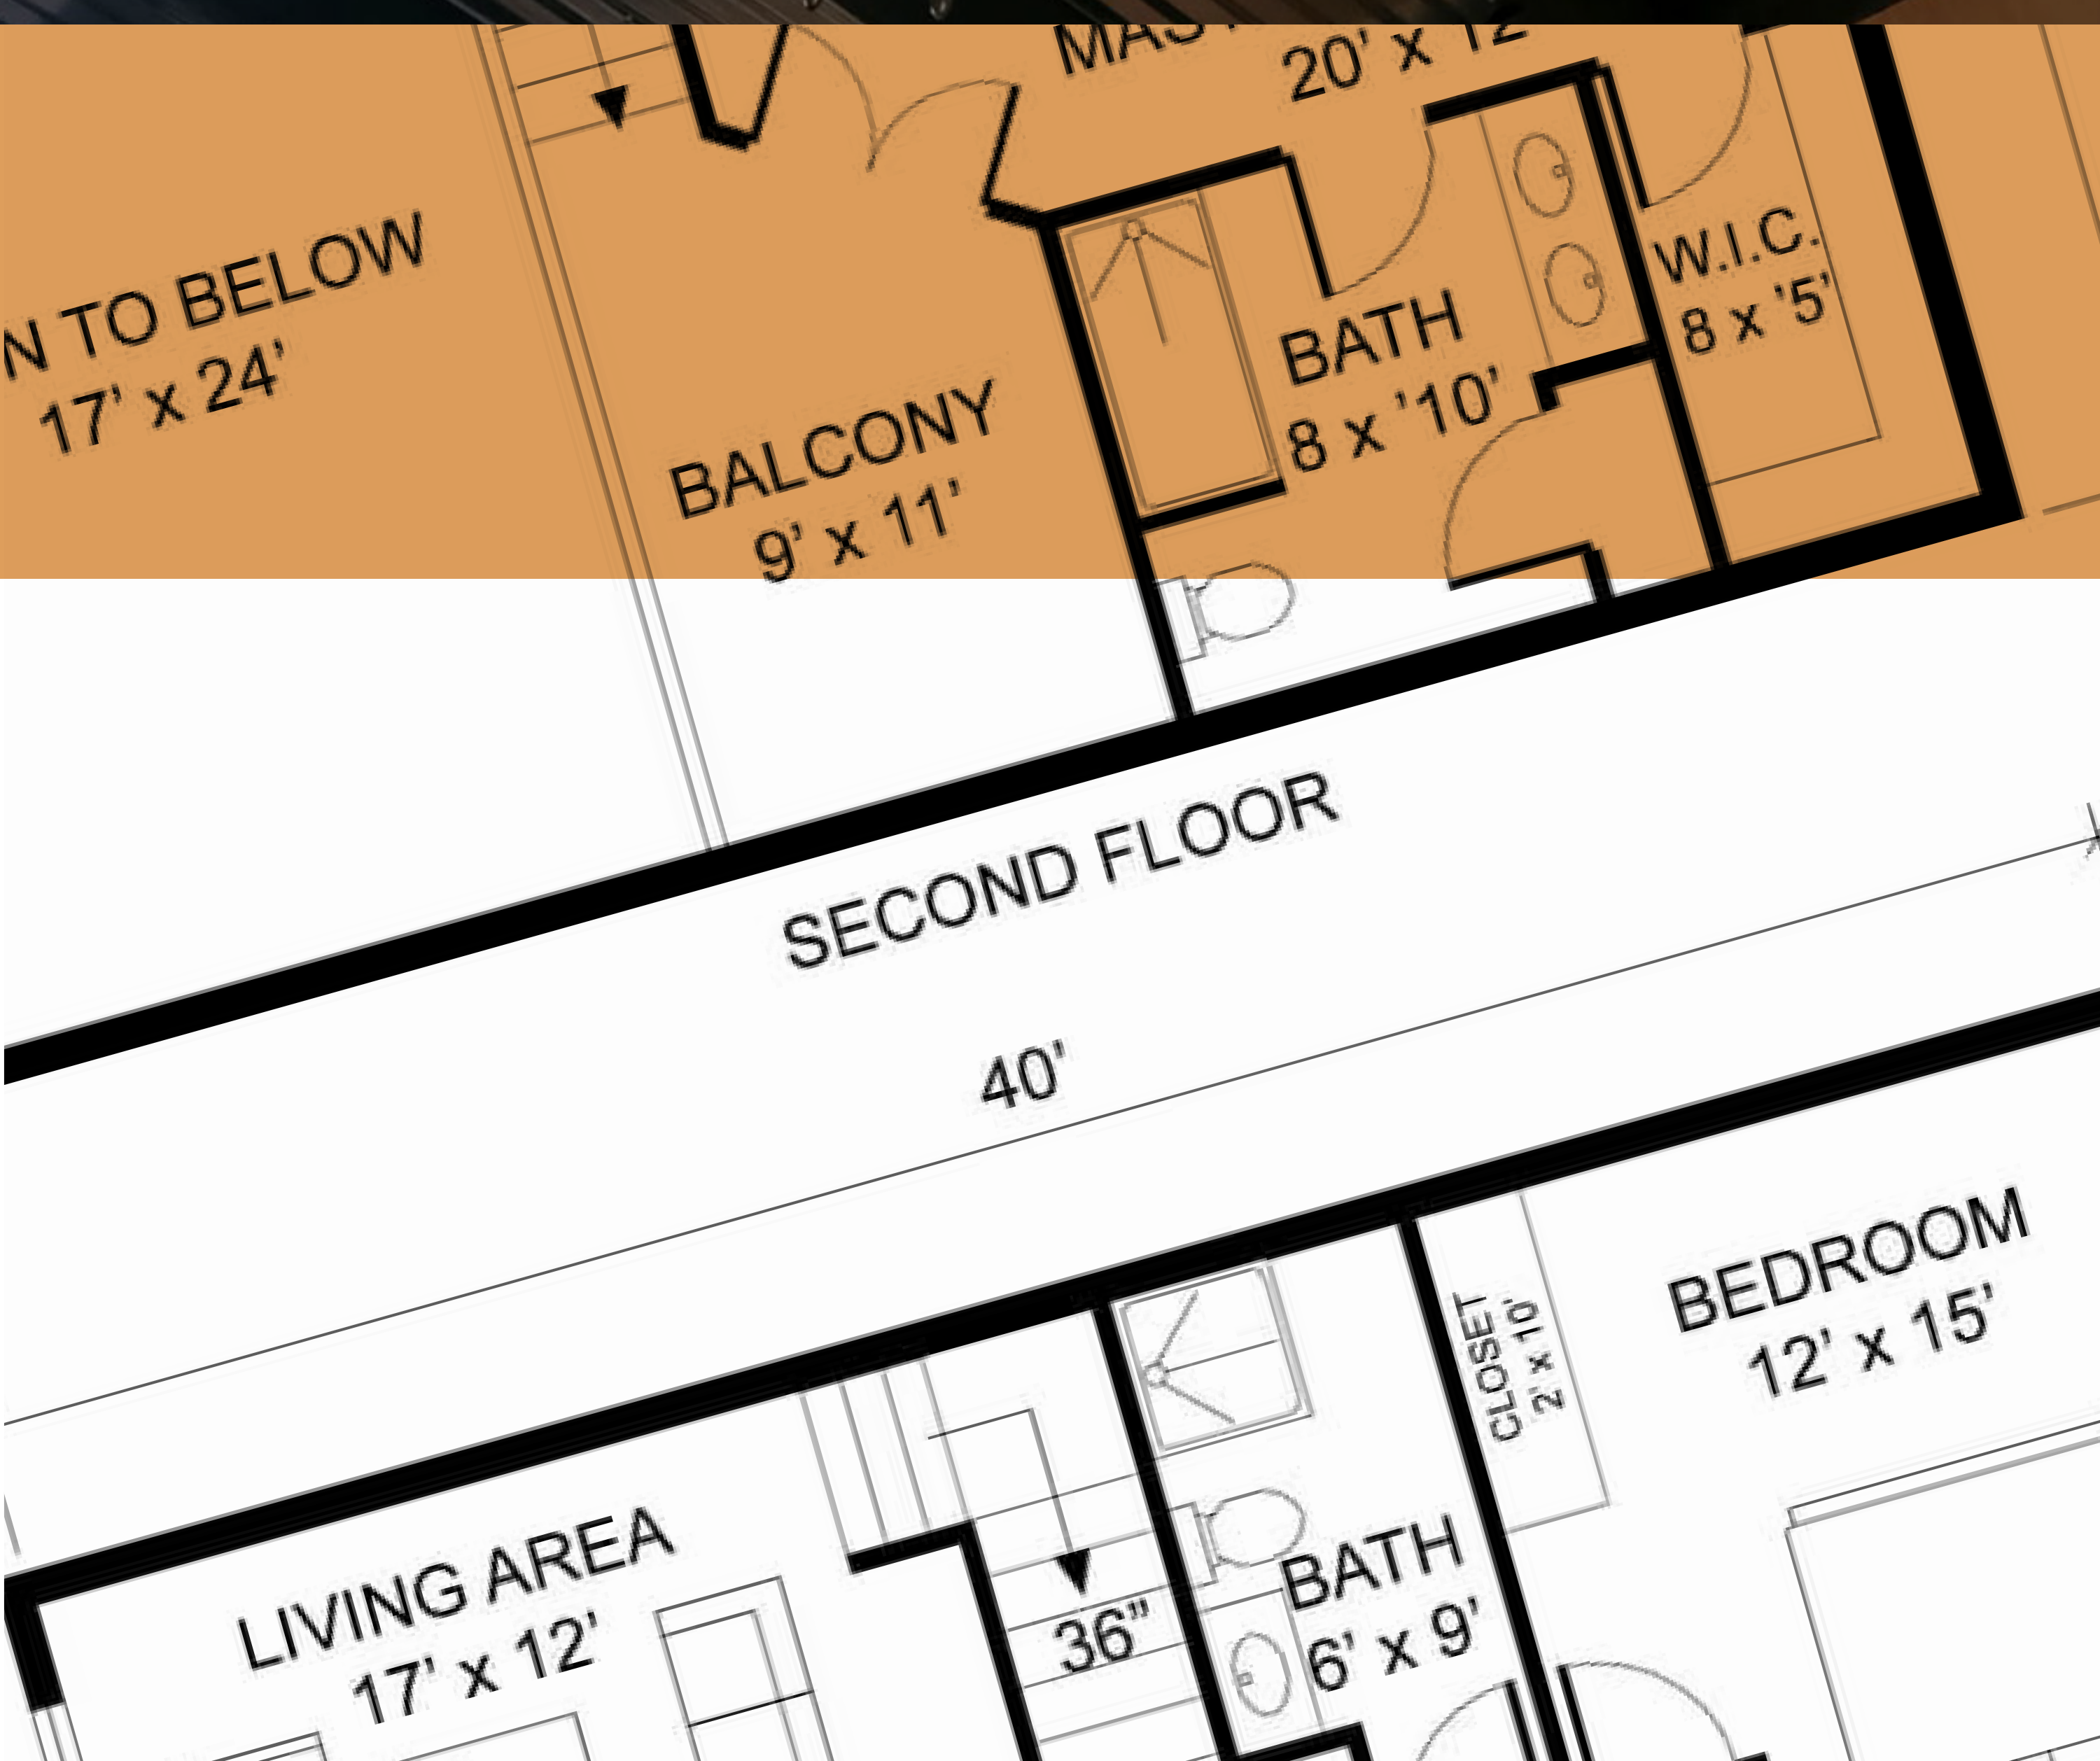 20' x 12
N TO BELOW
17' x 24'
BALCONY
9' x 11'
BATH
8 x '10'
W.I.C.
8 x '5'
SECOND FLOOR
40'
LIVING AREA
17' x 12'
36"
BATH
6' x 9'
CLOSET
2' x 10'
BEDROOM
12' x 15'